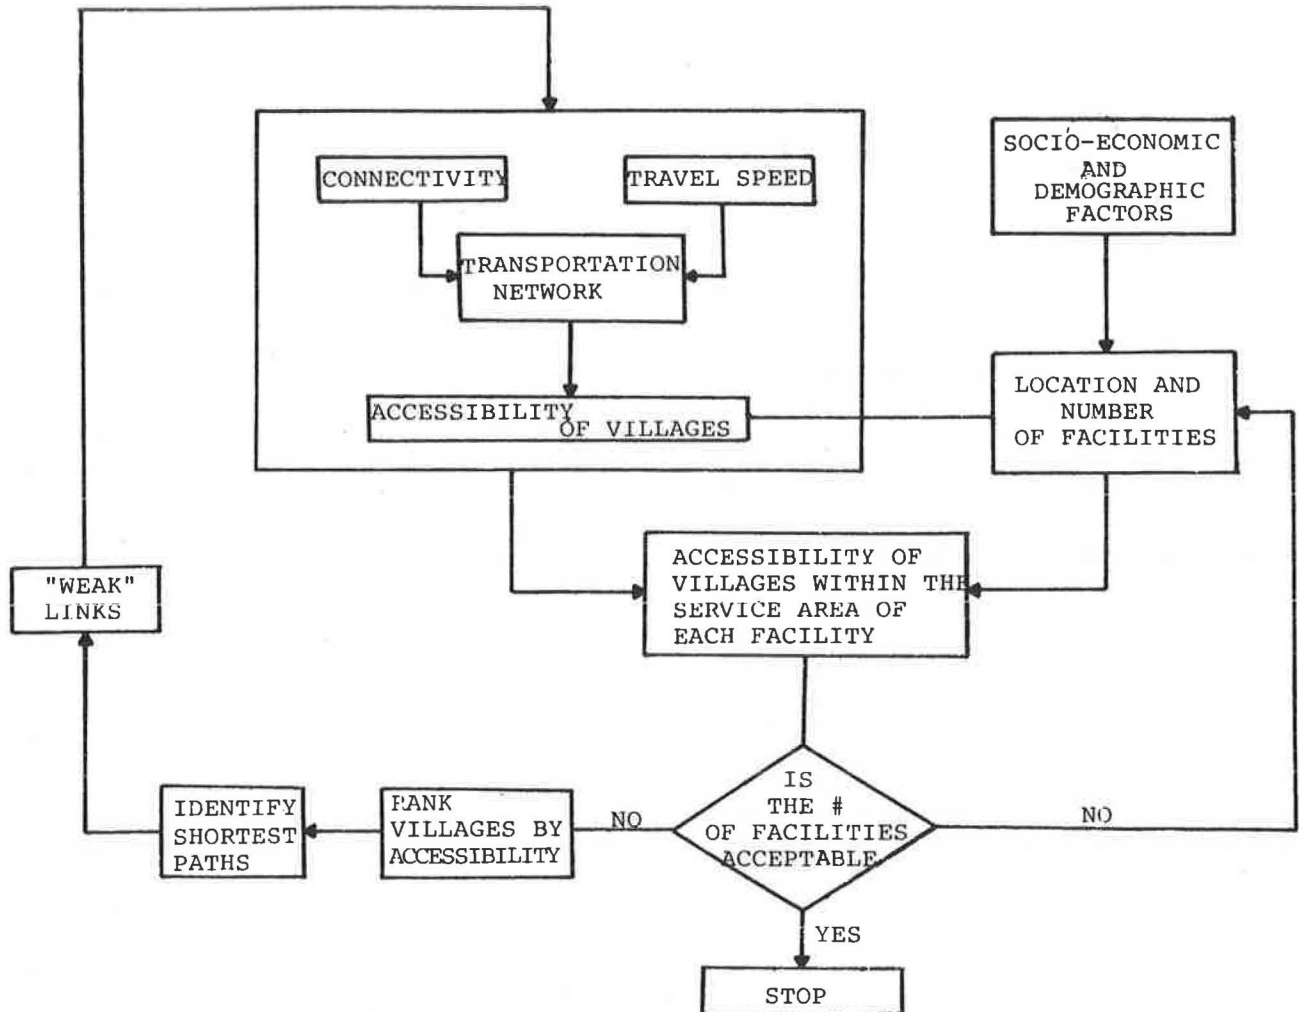 CONNECTIVITY
TRAVEL SPEED
SOCIO-ECONOMIC
AND
DEMOGRAPHIC
FACTORS
TRANSPORTATION
NETWORK
LOCATION AND
NUMBER
OF FACILITIES
ACCESSIBILITY
OF VILLAGES
ACCESSIBILITY OF
VILLAGES WITHIN THE
SERVICE AREA OF
EACH FACILITY
"WEAK"
LINKS
IDENTIFY
SHORTEST
PATHS
RANK
VILLAGES BY
ACCESSIBILITY
NO
IS
THE #
OF FACILITIES
ACCEPTABLE
NO
YES
STOP